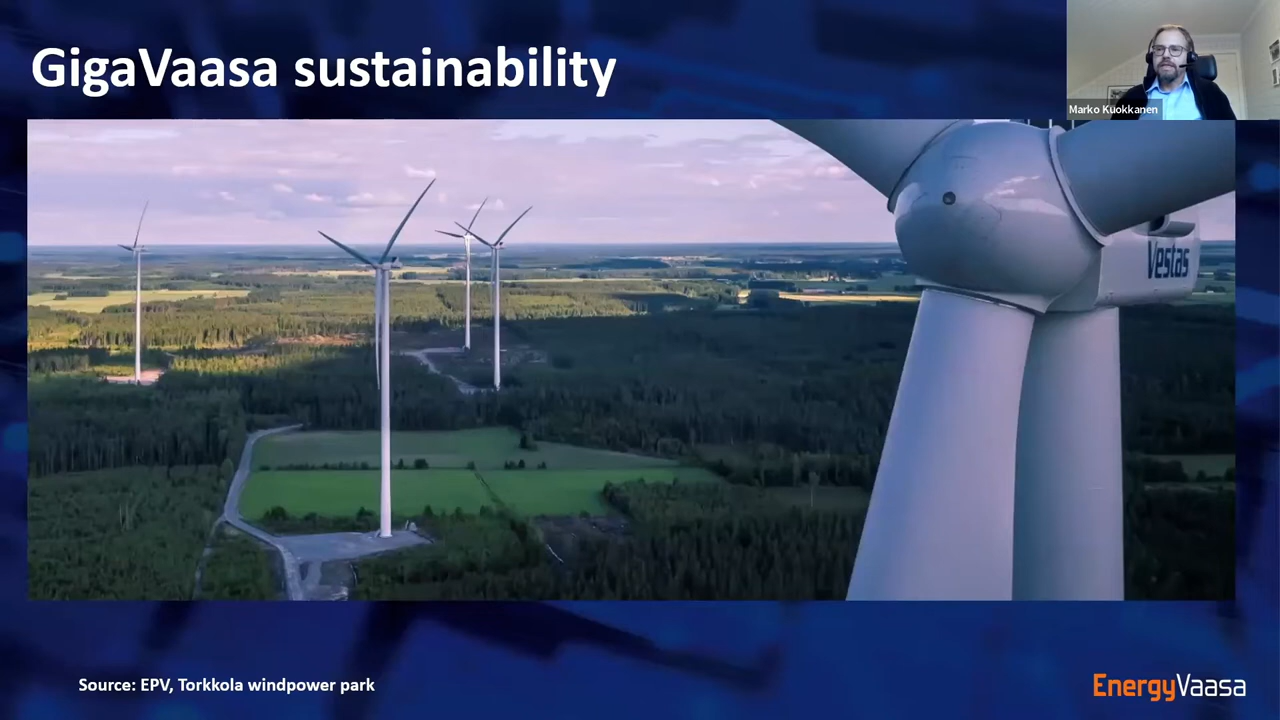 GigaVaasa sustainability
Marko Kuokkanen
Vestas
Source: EPV, Torkkola windpower park
EnergyVaasa